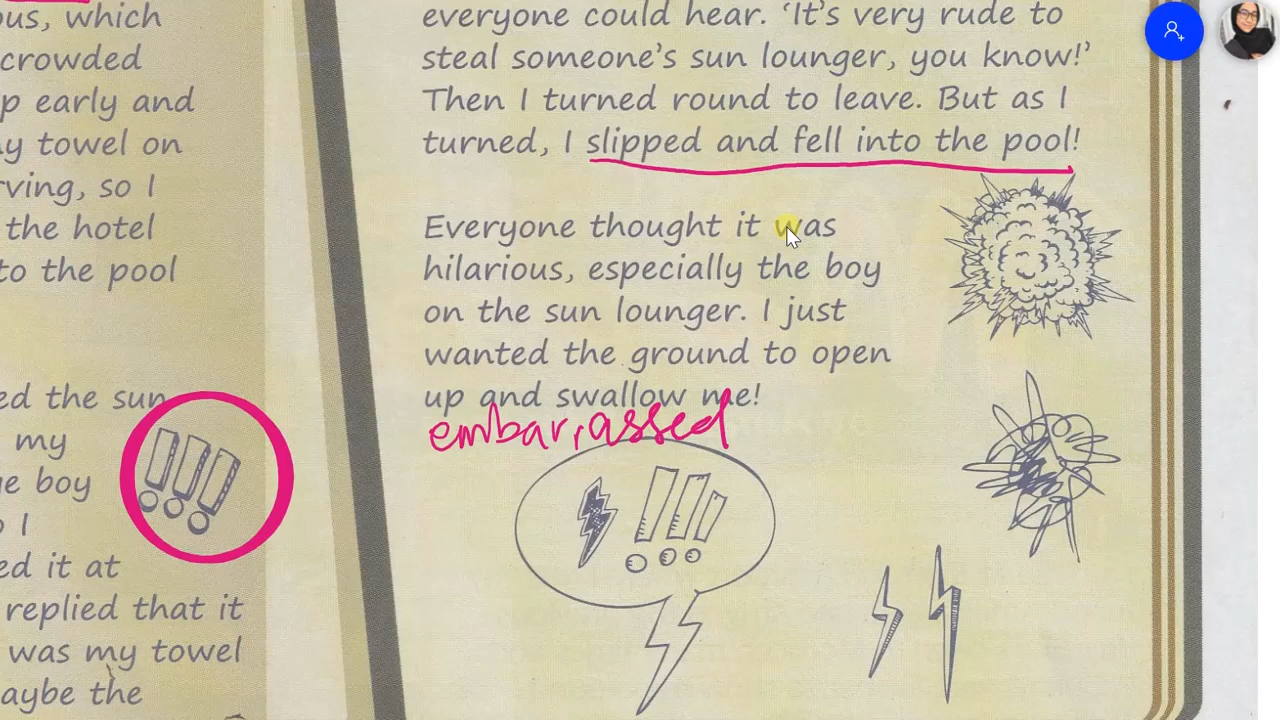 ous, which
crowded
p early and
y towel on
rving, so I
the hotel
to the pool
ed the sun
my
e boy
o I
ed it at
replied that it
was my towel
aybe the
everyone could hear. ‘It’s very rude to
steal someone’s sun lounger, you know!’
Then I turned round to leave. But as I
turned, I slipped and fell into the pool!
Everyone thought it was
hilarious, especially the boy
on the sun lounger. I just
wanted the ground to open
up and swallow me!
embarrassed
!!!
!!!